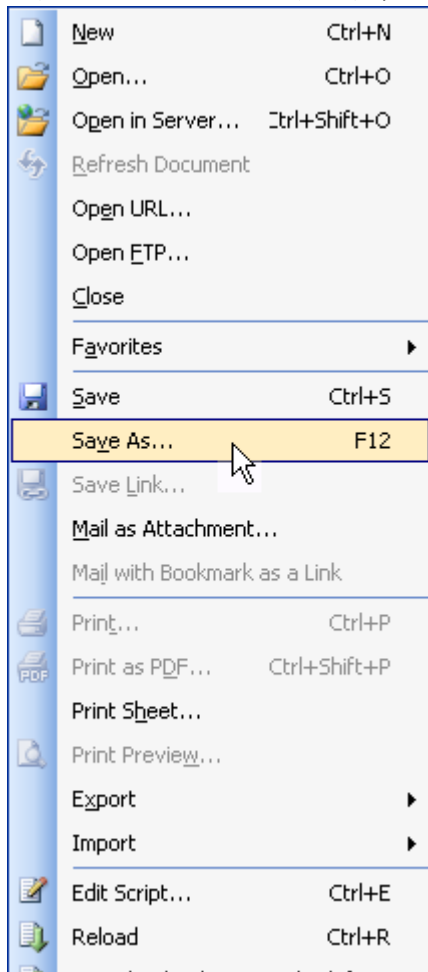 New Ctrl+N
Open... Ctrl+O
Open in Server... Ctrl+Shift+O
Refresh Document
Open URL...
Open FTP...
Close
Favorites
Save Ctrl+S
Save As... F12
Save Link...
Mail as Attachment...
Mail with Bookmark as a Link
Print... Ctrl+P
PDF Print as PDF... Ctrl+Shift+P
Print Sheet...
Print Preview...
Export
Import
Edit Script... Ctrl+E
Reload Ctrl+R